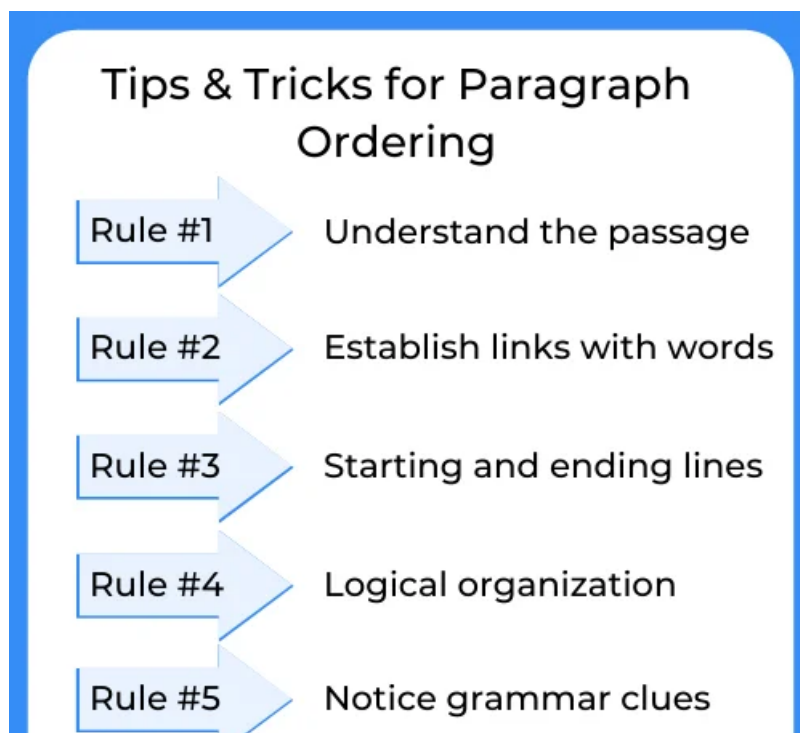 Tips & Tricks for Paragraph
Ordering
Rule #1 Understand the passage
Rule #2 Establish links with words
Rule #3 Starting and ending lines
Rule #4 Logical organization
Rule #5 Notice grammar clues